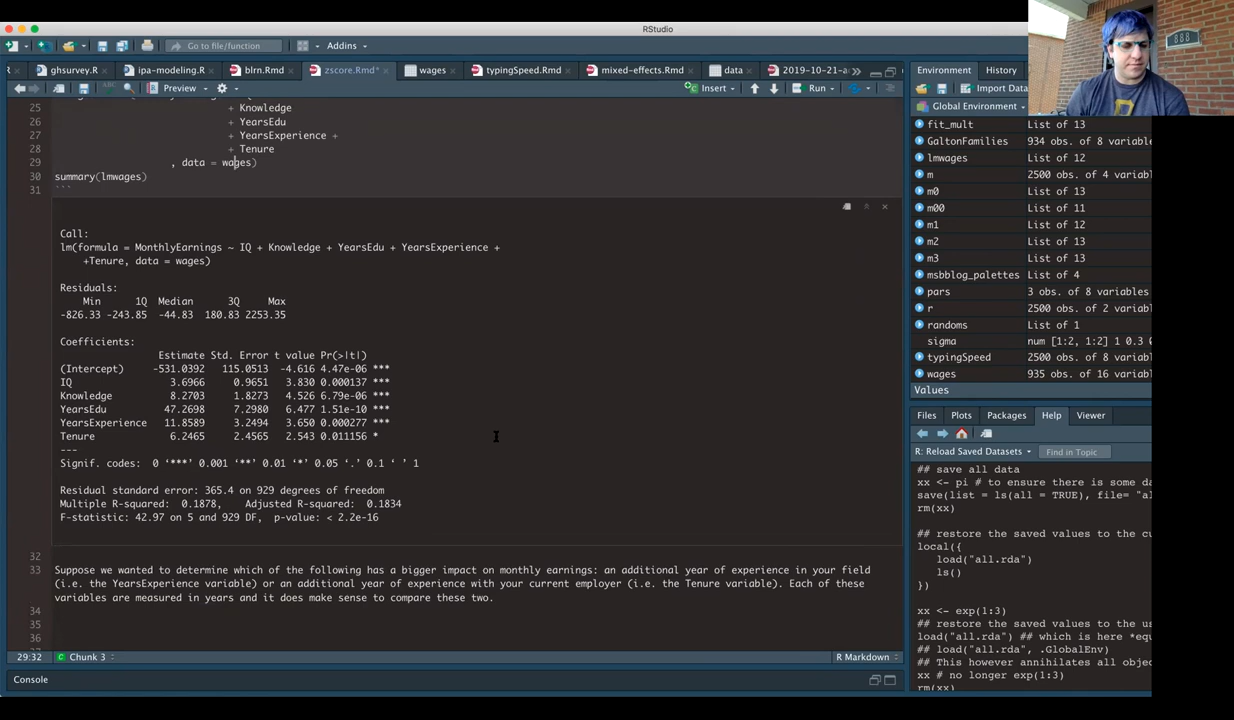 RStudio
Go to file/function
Addins
R
ghsurvey.R
ipa-modeling.R
blrn.Rmd
zscore.Rmd*
wages
typingSpeed.Rmd
mixed-effects.Rmd
data
2019-10-21-a
Preview
Insert
Run
25 + Knowledge
26 + YearsEdu
27 + YearsExperience +
28 + Tenure
29 , data = wages)
30 summary(lmwages)
31 ```
Call:
lm(formula = MonthlyEarnings ~ IQ + Knowledge + YearsEdu + YearsExperience +
+Tenure, data = wages)
Residuals:
Min 1Q Median 3Q Max
-826.33 -243.85 -44.83 180.83 2253.35
Coefficients:
Estimate Std. Error t value Pr(>|t|)
(Intercept) -531.0392 115.0513 -4.616 4.47e-06 ***
IQ 3.6966 0.9651 3.830 0.000137 ***
Knowledge 8.2703 1.8273 4.526 6.79e-06 ***
YearsEdu 47.2698 7.2980 6.477 1.51e-10 ***
YearsExperience 11.8589 3.2494 3.650 0.000277 ***
Tenure 6.2465 2.4565 2.543 0.011156 *
---
Signif. codes: 0 ‘***’ 0.001 ‘**’ 0.01 ‘*’ 0.05 ‘.’ 0.1 ‘ ’ 1
Residual standard error: 365.4 on 929 degrees of freedom
Multiple R-squared: 0.1878, Adjusted R-squared: 0.1834
F-statistic: 42.97 on 5 and 929 DF, p-value: < 2.2e-16
32
33 Suppose we wanted to determine which of the following has a bigger impact on monthly earnings: an additional year of experience in your field
(i.e. the YearsExperience variable) or an additional year of experience with your current employer (i.e. the Tenure variable). Each of these
variables are measured in years and it does make sense to compare these two.
34
35
36
29:32
Chunk 3
R Markdown
Console
Environment
History
Import Data
Global Environment
fit_mult List of 13
GaltonFamilies 934 obs. of 8 variab
lmwages List of 12
m 2500 obs. of 4 variab
m0 List of 13
m00 List of 11
m1 List of 12
m2 List of 13
m3 List of 13
msbblog_palettes List of 4
pars 3 obs. of 8 variables
r 2500 obs. of 2 variab
randoms List of 1
sigma num [1:2, 1:2] 1 0.3 0
typingSpeed 2500 obs. of 8 variab
wages 935 obs. of 16 variab
Values
Files
Plots
Packages
Help
Viewer
R: Reload Saved Datasets
Find in Topic
## save all data
xx <- pi # to ensure there is some da
save(list = ls(all = TRUE), file= "al
rm(xx)
## restore the saved values to the cu
local({
load("all.rda")
ls()
})
xx <- exp(1:3)
## restore the saved values to the us
load("all.rda") ## which is here *equ
## load("all.rda", .GlobalEnv)
## This however annihilates all objec
xx # no longer exp(1:3)
rm(xx)
888